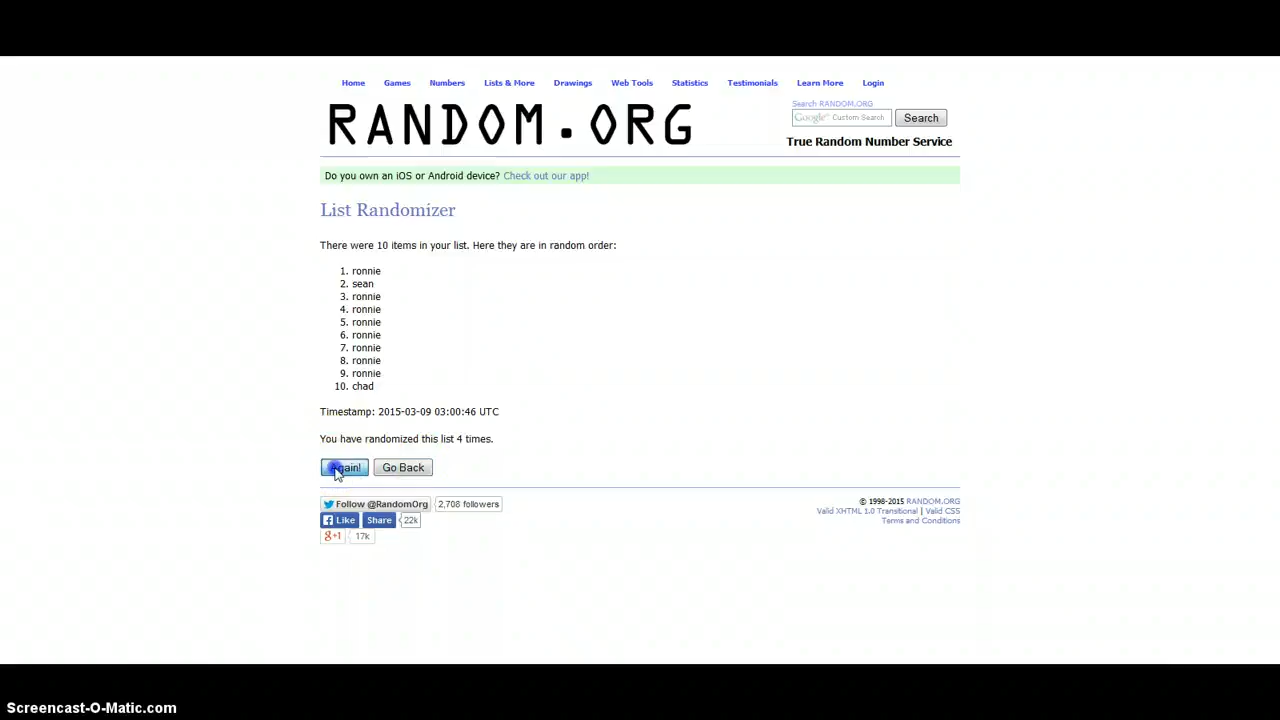 Home Games Numbers Lists & More Drawings Web Tools Statistics Testimonials Learn More Login
RANDOM.ORG
Search RANDOM.ORG
Google™ Custom Search Search
True Random Number Service
Do you own an iOS or Android device? Check out our app!
List Randomizer
There were 10 items in your list. Here they are in random order:
1. ronnie
2. sean
3. ronnie
4. ronnie
5. ronnie
6. ronnie
7. ronnie
8. ronnie
9. ronnie
10. chad
Timestamp: 2015-03-09 03:00:46 UTC
You have randomized this list 4 times.
Again! Go Back
Follow @RandomOrg 2,708 followers
Like Share 22k
g+1 17k
© 1998-2015 RANDOM.ORG
Valid XHTML 1.0 Transitional | Valid CSS
Terms and Conditions
Screencast-O-Matic.com